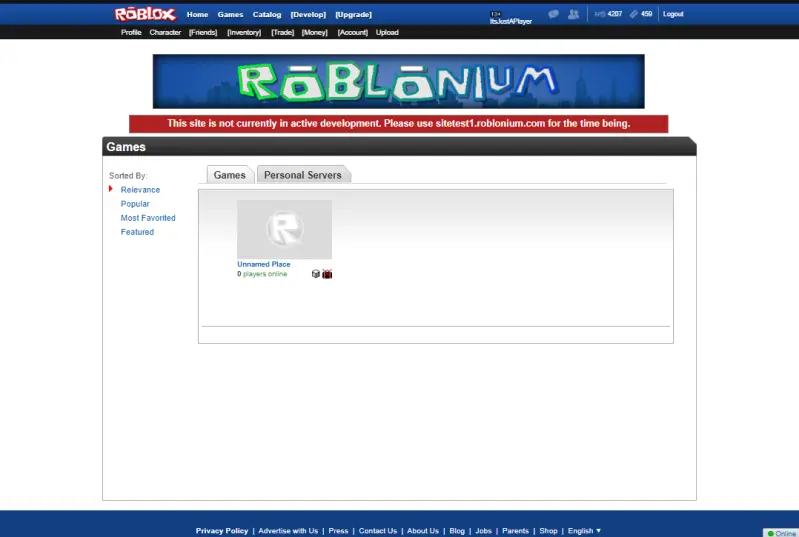 ROBLOX Home Games Catalog [Develop] [Upgrade] 13+ ItsJustAPlayer 4207 459 Logout
Profile Character [Friends] [Inventory] [Trade] [Money] [Account] Upload
RŌBLŌNIUM
This site is not currently in active development. Please use sitetest1.roblonium.com for the time being.
Games
Sorted By:
Relevance
Popular
Most Favorited
Featured
Games Personal Servers
R
Unnamed Place
0 players online
Privacy Policy | Advertise with Us | Press | Contact Us | About Us | Blog | Jobs | Parents | Shop | English ▼
Online